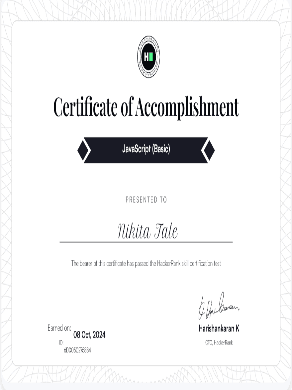 H
Certificate of Accomplishment
JavaScript (Basic)
PRESENTED TO
Nikita Tale
The bearer of this certificate has passed the HackerRank skill certification test
Earned on: 08 Oct, 2024
ID:
Harishankaran K
CTO, HackerRank